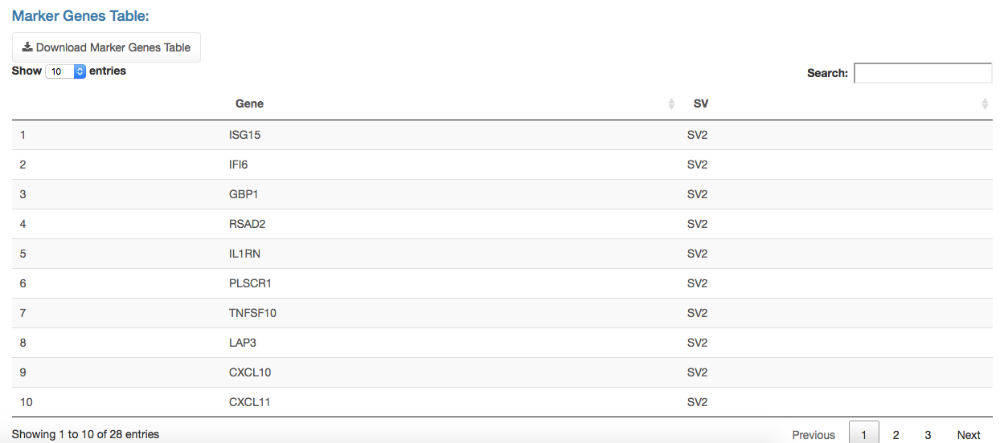 Marker Genes Table:
Download Marker Genes Table
Show 10 entries
Search:
Gene SV
1 ISG15 SV2
2 IFI6 SV2
3 GBP1 SV2
4 RSAD2 SV2
5 IL1RN SV2
6 PLSCR1 SV2
7 TNFSF10 SV2
8 LAP3 SV2
9 CXCL10 SV2
10 CXCL11 SV2
Showing 1 to 10 of 28 entries
Previous 1 2 3 Next